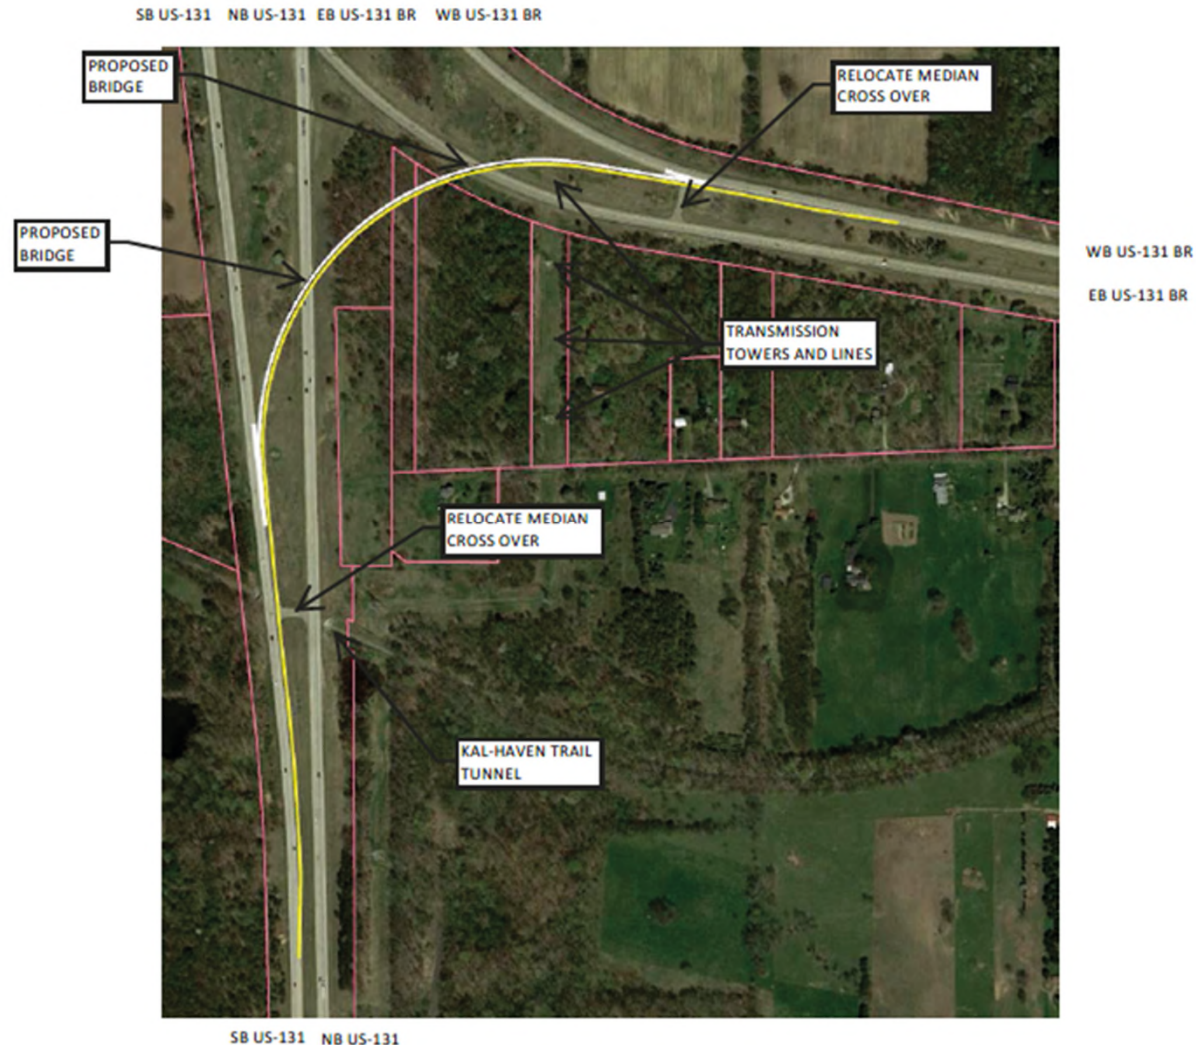 SB US-131 NB US-131 EB US-131 BR WB US-131 BR
PROPOSED
BRIDGE
RELOCATE MEDIAN
CROSS OVER
PROPOSED
BRIDGE
WB US-131 BR
EB US-131 BR
TRANSMISSION
TOWERS AND LINES
RELOCATE MEDIAN
CROSS OVER
KAL-HAVEN TRAIL
TUNNEL
SB US-131 NB US-131